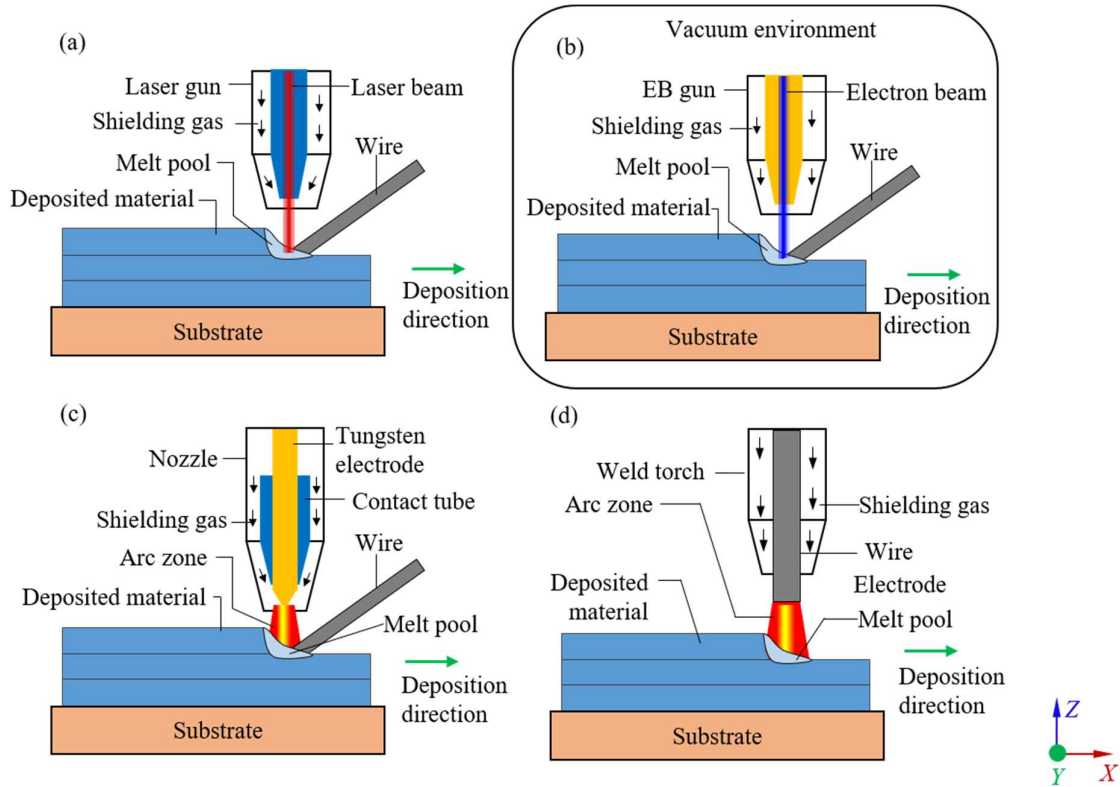 (a)
Laser gun
Laser beam
Shielding gas
Wire
Melt pool
Deposited material
Deposition
direction
Substrate
(b)
Vacuum environment
EB gun
Electron beam
Shielding gas
Melt pool
Wire
Deposited material
Deposition
direction
Substrate
(c)
Tungsten
electrode
Nozzle
Contact tube
Shielding gas
Wire
Arc zone
Deposited material
Melt pool
Deposition
direction
Substrate
(d)
Weld torch
Arc zone
Shielding gas
Wire
Deposited
material
Electrode
Melt pool
Deposition
direction
Substrate
Z
Y
X